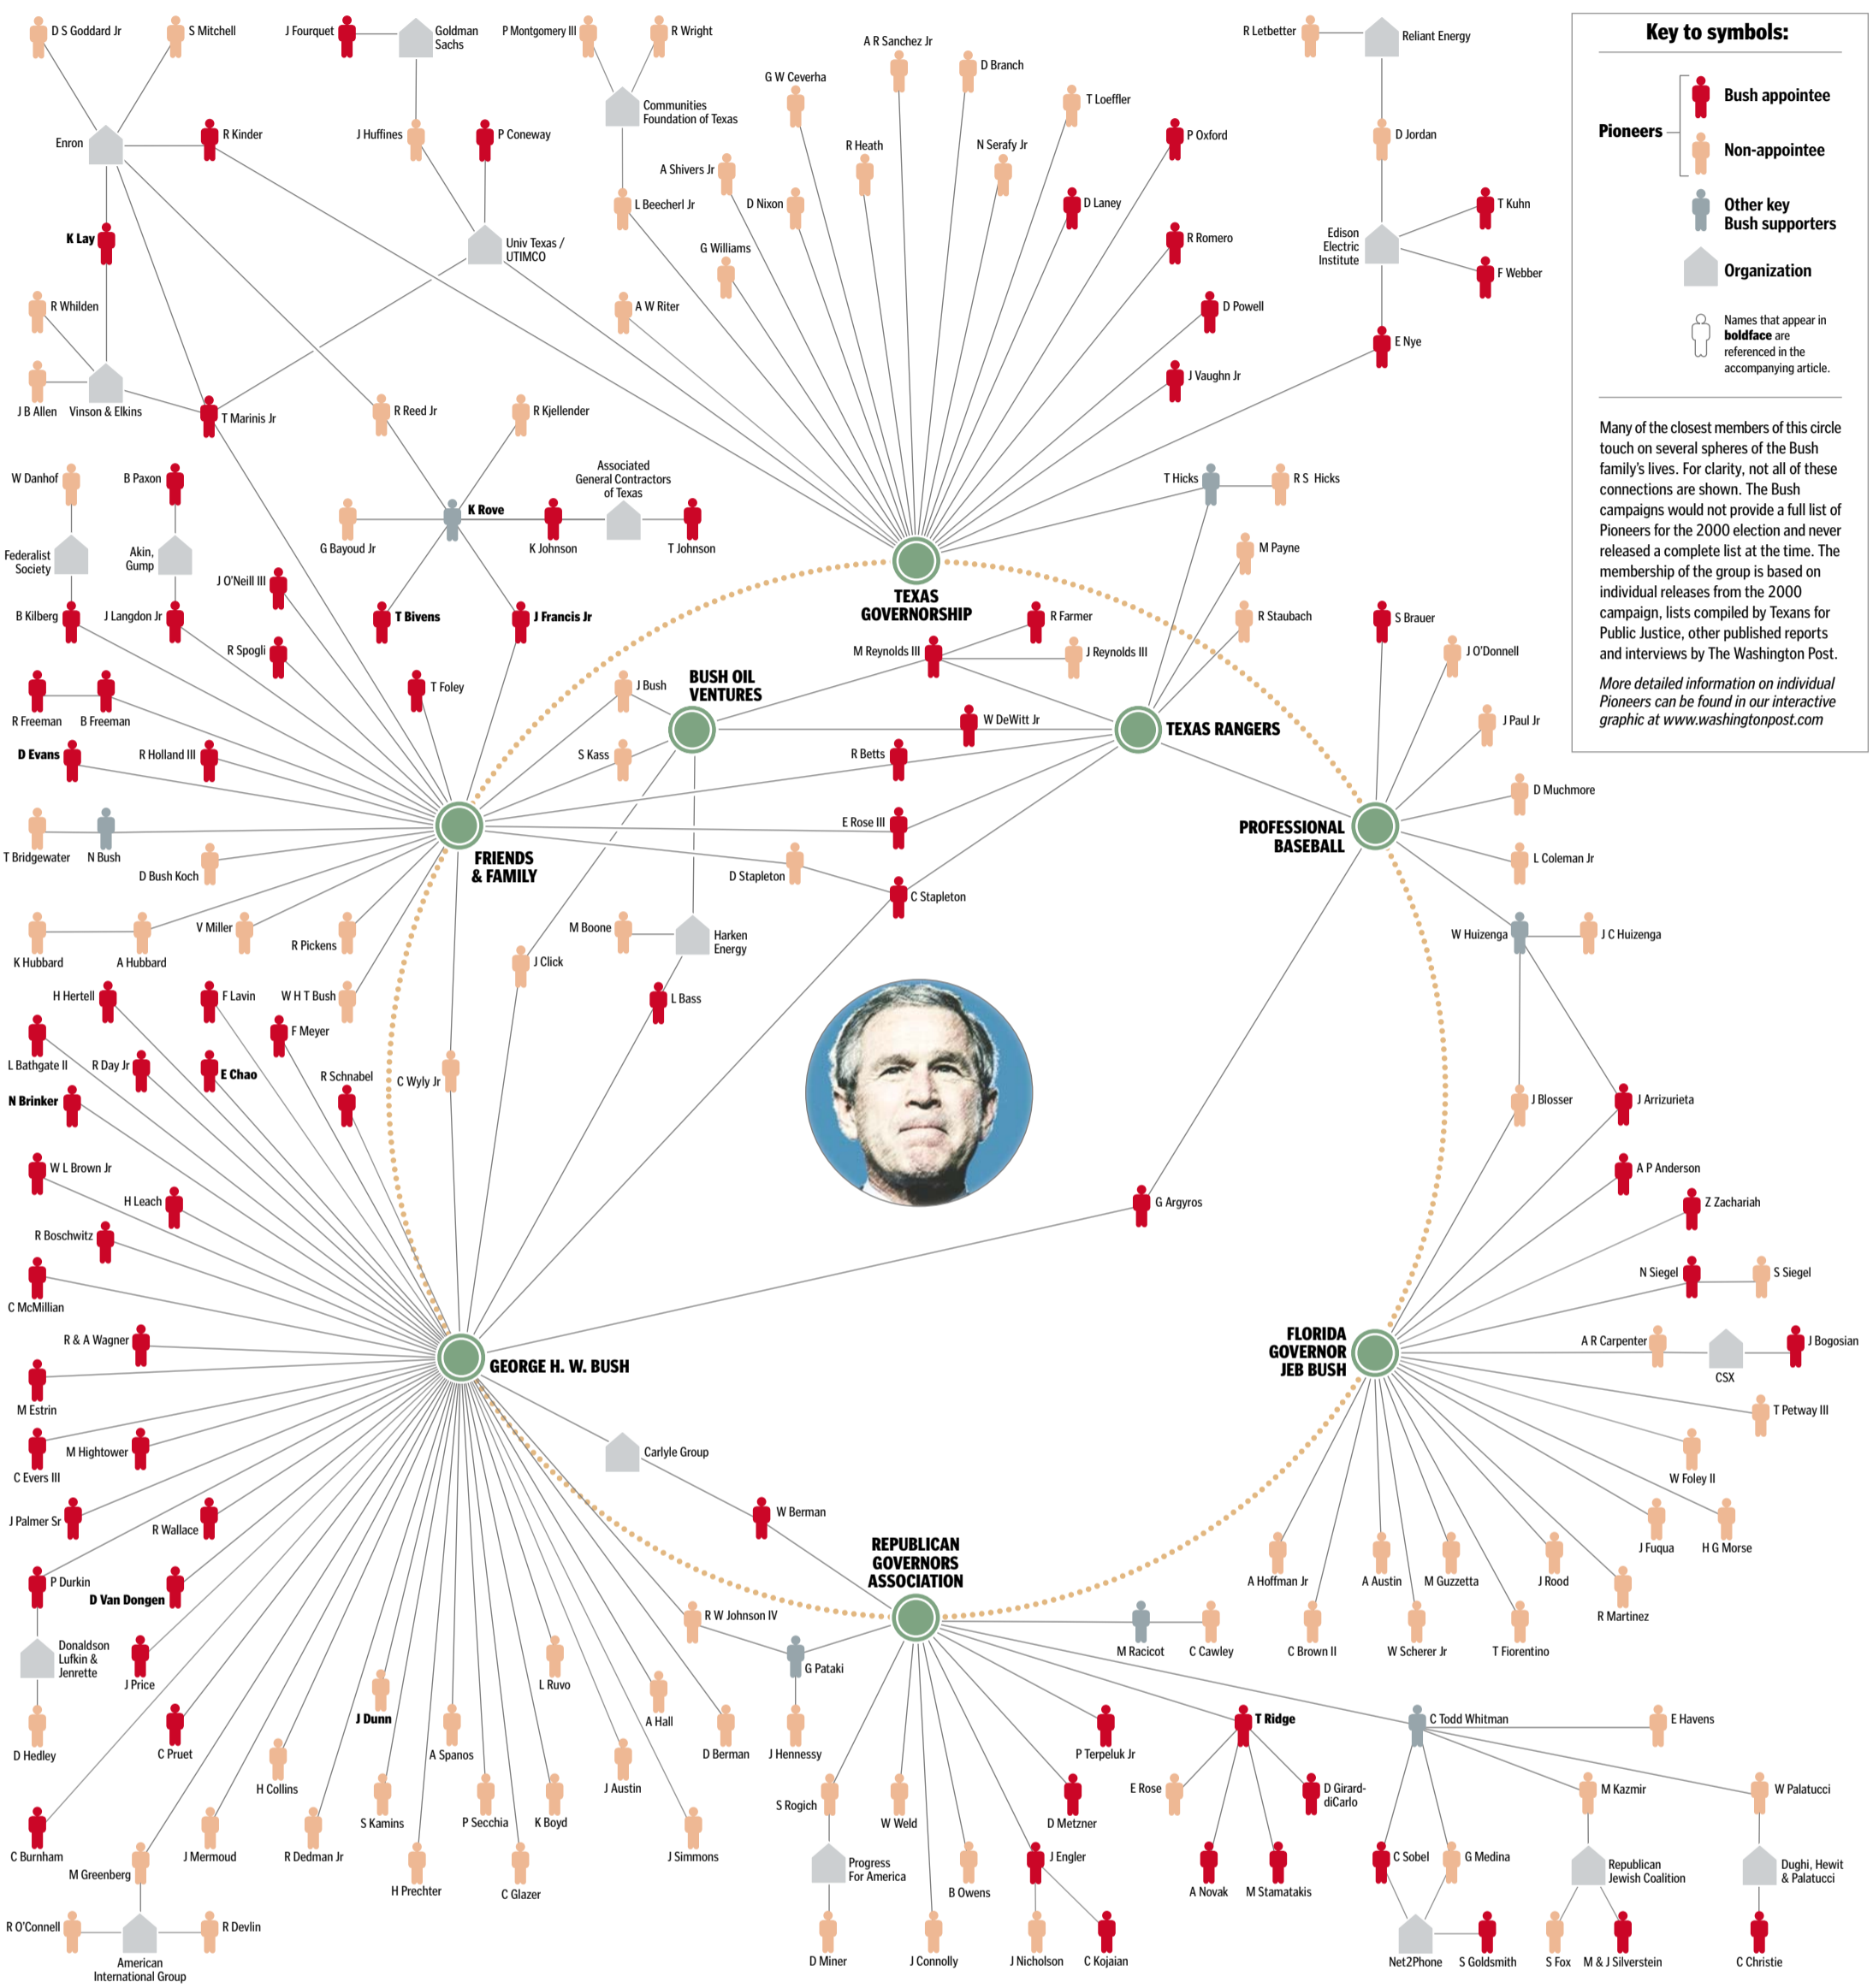 D S Goddard Jr
S Mitchell
J Fourquet
Goldman
Sachs
P Montgomery III
R Wright
A R Sanchez Jr
D Branch
G W Ceverha
T Loeffler
R Letbetter
Reliant Energy
Enron
R Kinder
J Huffines
P Coneway
Communities
Foundation of Texas
R Heath
N Serafy Jr
P Oxford
D Jordan
A Shivers Jr
D Nixon
L Beecherl Jr
D Laney
T Kuhn
K Lay
Univ Texas /
UTIMCO
G Williams
R Romero
Edison
Electric
Institute
F Webber
R Whilden
A W Riter
D Powell
E Nye
J B Allen
Vinson & Elkins
T Marinis Jr
R Reed Jr
R Kjellender
J Vaughn Jr
W Danhof
B Paxon
Associated
General Contractors
of Texas
T Hicks
R S Hicks
K Rove
G Bayoud Jr
K Johnson
T Johnson
Federalist
Society
Akin,
Gump
M Payne
TEXAS
GOVERNORSHIP
J O'Neill III
B Kilberg
J Langdon Jr
T Bivens
J Francis Jr
R Farmer
R Staubach
S Brauer
R Spogli
M Reynolds III
J Reynolds III
J O'Donnell
R Freeman
B Freeman
T Foley
J Bush
BUSH OIL
VENTURES
W DeWitt Jr
TEXAS RANGERS
J Paul Jr
D Evans
R Holland III
S Kass
R Betts
D Muchmore
T Bridgewater
N Bush
E Rose III
PROFESSIONAL
BASEBALL
FRIENDS
& FAMILY
D Bush Koch
D Stapleton
L Coleman Jr
C Stapleton
K Hubbard
A Hubbard
V Miller
R Pickens
M Boone
Harken
Energy
W Huizenga
J C Huizenga
J Click
H Hertell
F Lavin
W H T Bush
L Bass
F Meyer
L Bathgate II
R Day Jr
E Chao
R Schnabel
C Wyly Jr
N Brinker
J Blosser
J Arrizurieta
W L Brown Jr
A P Anderson
H Leach
G Argyros
Z Zachariah
R Boschwitz
C McMillian
N Siegel
S Siegel
R & A Wagner
GEORGE H. W. BUSH
FLORIDA
GOVERNOR
JEB BUSH
A R Carpenter
CSX
J Bogosian
M Estrin
T Petway III
C Evers III
M Hightower
Carlyle Group
W Foley II
J Palmer Sr
R Wallace
W Berman
J Fuqua
H G Morse
REPUBLICAN
GOVERNORS
ASSOCIATION
P Durkin
D Van Dongen
A Hoffman Jr
A Austin
M Guzzetta
J Rood
R Martinez
R W Johnson IV
M Racicot
C Cawley
C Brown II
W Scherer Jr
T Fiorentino
Donaldson
Lufkin &
Jenrette
J Price
G Pataki
L Ruvo
J Dunn
A Hall
D Hedley
C Pruet
A Spanos
D Berman
J Hennessy
P Terpeluk Jr
T Ridge
C Todd Whitman
E Havens
H Collins
J Austin
S Rogich
E Rose
D Girard-
diCarlo
M Kazmir
W Palatucci
S Kamins
P Secchia
K Boyd
W Weld
D Metzner
C Burnham
J Mermoud
R Dedman Jr
J Simmons
J Engler
C Sobel
G Medina
M Greenberg
H Prechter
C Glazer
Progress
For America
B Owens
A Novak
M Stamatakis
Republican
Jewish Coalition
Dughi, Hewit
& Palatucci
R O'Connell
American
International Group
R Devlin
D Miner
J Connolly
J Nicholson
C Kojaian
Net2Phone
S Goldsmith
S Fox
M & J Silverstein
C Christie
Key to symbols:
Pioneers
Bush appointee
Non-appointee
Other key
Bush supporters
Organization
Names that appear in
boldface are
referenced in the
accompanying article.
Many of the closest members of this circle
touch on several spheres of the Bush
family's lives. For clarity, not all of these
connections are shown. The Bush
campaigns would not provide a full list of
Pioneers for the 2000 election and never
released a complete list at the time. The
membership of the group is based on
individual releases from the 2000
campaign, lists compiled by Texans for
Public Justice, other published reports
and interviews by The Washington Post.
More detailed information on individual
Pioneers can be found in our interactive
graphic at www.washingtonpost.com